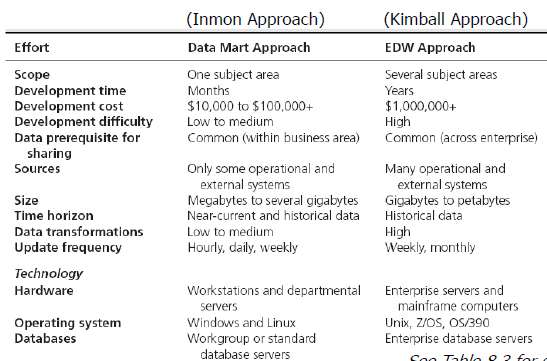 (Inmon Approach) (Kimball Approach)
Effort Data Mart Approach EDW Approach
Scope One subject area Several subject areas
Development time Months Years
Development cost $10,000 to $100,000+ $1,000,000+
Development difficulty Low to medium High
Data prerequisite for Common (within business area) Common (across enterprise)
sharing
Sources Only some operational and Many operational and
external systems external systems
Size Megabytes to several gigabytes Gigabytes to petabytes
Time horizon Near-current and historical data Historical data
Data transformations Low to medium High
Update frequency Hourly, daily, weekly Weekly, monthly
Technology
Hardware Workstations and departmental Enterprise servers and
servers mainframe computers
Operating system Windows and Linux Unix, Z/OS, OS/390
Databases Workgroup or standard Enterprise database servers
database servers See Table 8.3 for